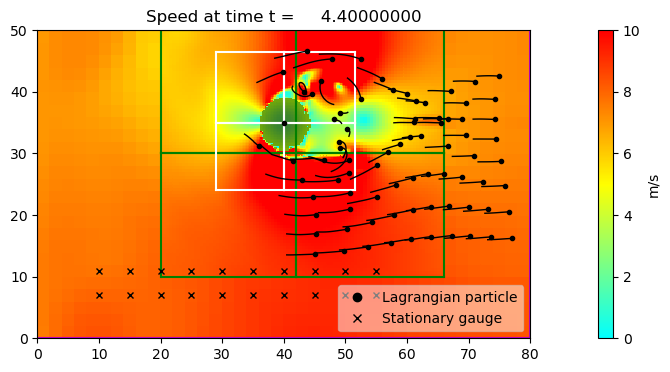 Speed at time t = 4.40000000
50
40
30
20
10
0
0 10 20 30 40 50 60 70 80
Lagrangian particle
Stationary gauge
10
8
6
4
2
0
m/s